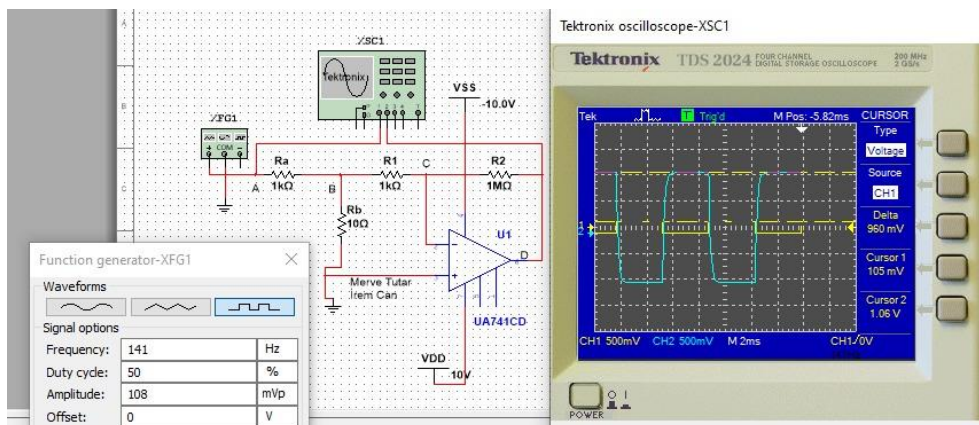 Tektronix oscilloscope-XSC1
Tektronix TDS 2024 FOUR CHANNEL DIGITAL STORAGE OSCILLOSCOPE 200 MHz 2 GS/s
XSC1
Tektronix
VSS
-10.0V
XFG1
COM
Ra
1kΩ
R1
1kΩ
R2
1MΩ
A
B
C
D
Rb
10Ω
U1
UA741CD
Merve Tutar
Irem Can
VDD
10V
Tek
T Trig'd
M Pos: -5.82ms
CURSOR
Type
Voltage
Source
CH1
Delta
960 mV
Cursor 1
105 mV
Cursor 2
1.06 V
CH1 500mV CH2 500mV M 2ms CH1/0V
POWER
Function generator-XFG1
Waveforms
Signal options
Frequency: 141 Hz
Duty cycle: 50 %
Amplitude: 108 mVp
Offset: 0 V